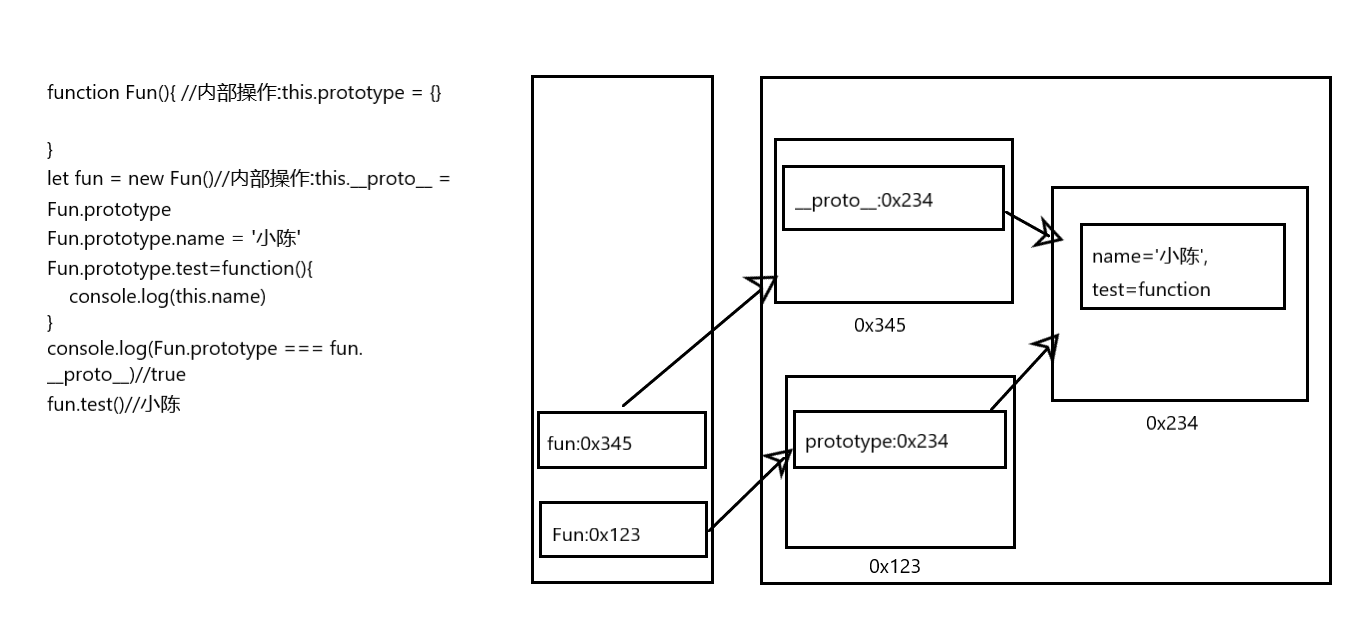 function Fun(){ //内部操作:this.prototype = {}
}
let fun = new Fun()//内部操作:this.__proto__ =
Fun.prototype
Fun.prototype.name = '小陈'
Fun.prototype.test=function(){
console.log(this.name)
}
console.log(Fun.prototype === fun.
__proto__)//true
fun.test()//小陈
fun:0x345
Fun:0x123
__proto__:0x234
0x345
prototype:0x234
0x123
name='小陈',
test=function
0x234